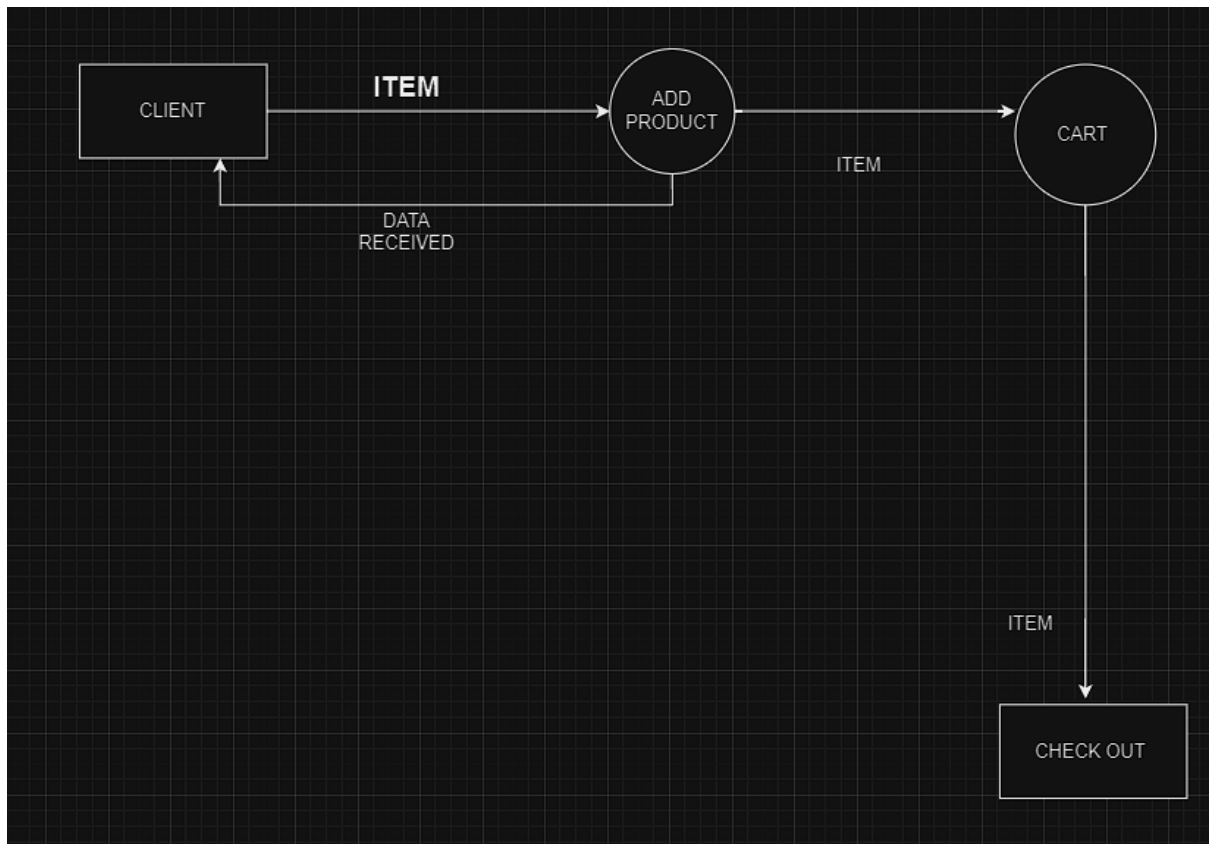 ITEM
CLIENT
ADD
PRODUCT
CART
ITEM
DATA
RECEIVED
ITEM
CHECK OUT